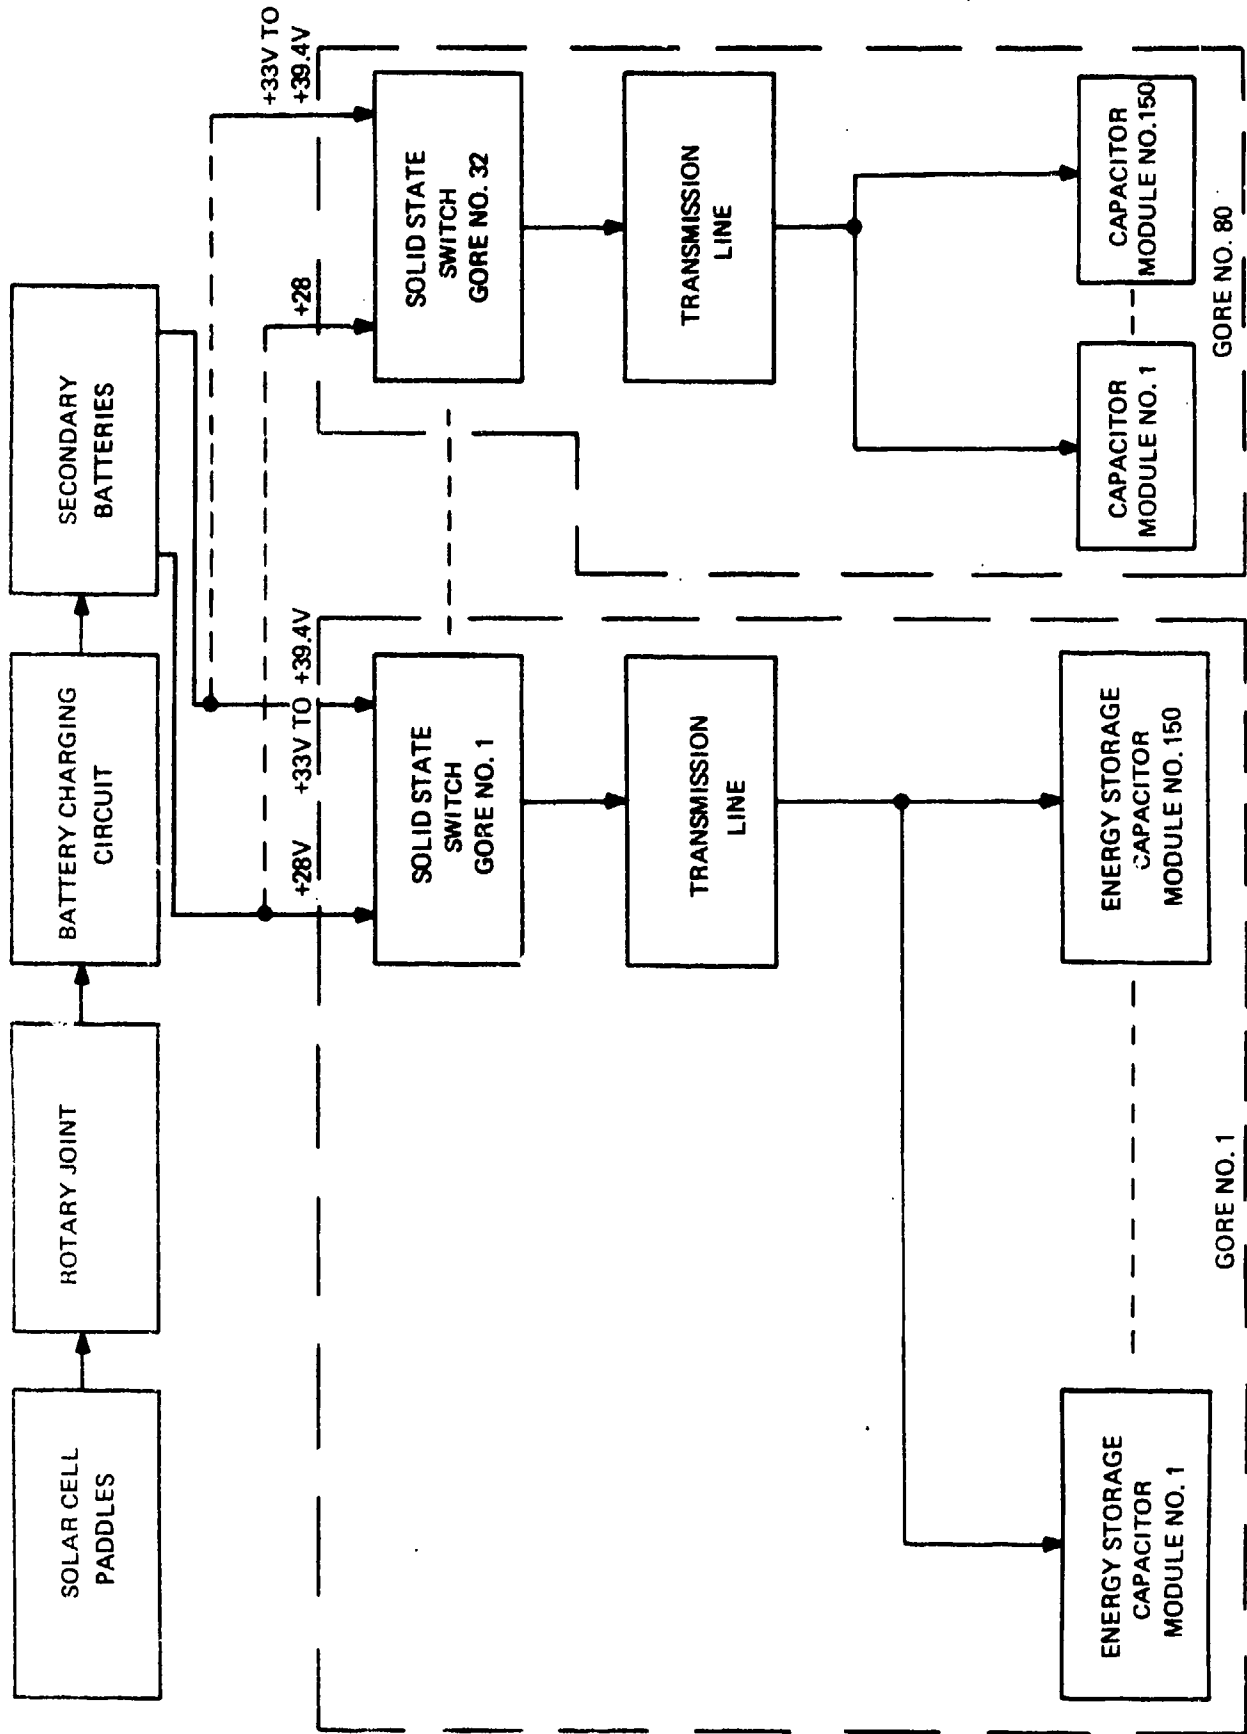 SOLAR CELL
PADDLES
ROTARY JOINT
BATTERY CHARGING
CIRCUIT
SECONDARY
BATTERIES
+28V
+33V TO +39.4V
+28
+33V TO
+39.4V
SOLID STATE
SWITCH
GORE NO. 1
SOLID STATE
SWITCH
GORE NO. 32
TRANSMISSION
LINE
TRANSMISSION
LINE
ENERGY STORAGE
CAPACITOR
MODULE NO. 1
ENERGY STORAGE
CAPACITOR
MODULE NO. 150
CAPACITOR
MODULE NO. 1
CAPACITOR
MODULE NO.150
GORE NO. 1
GORE NO. 80